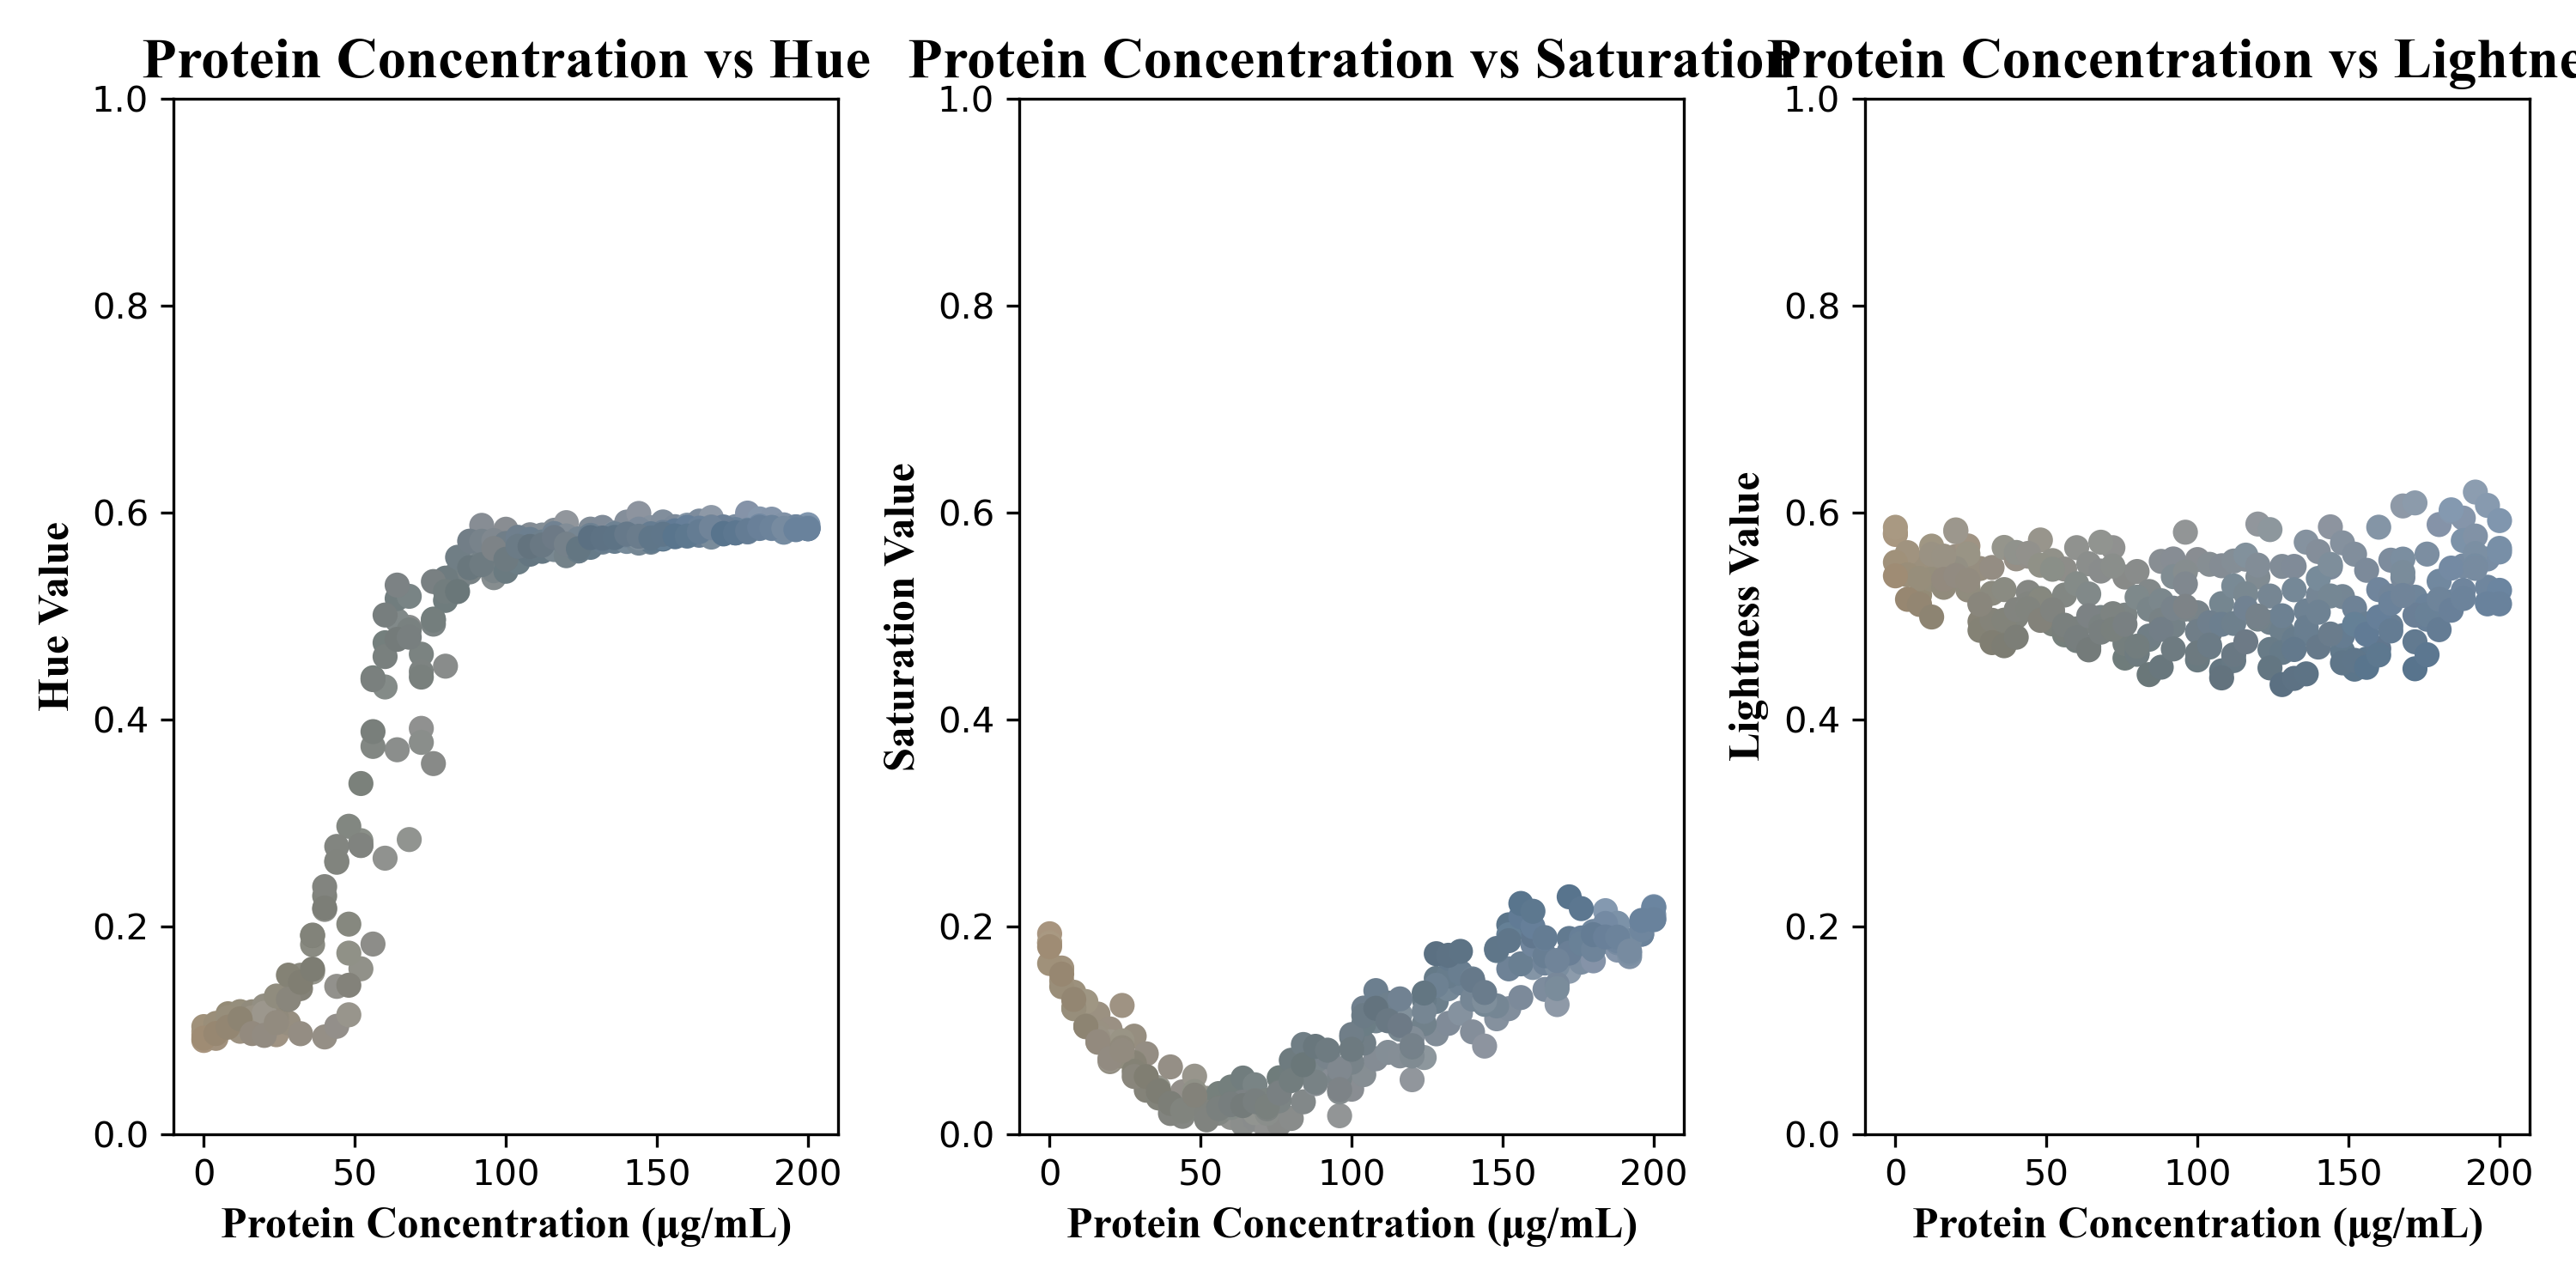 Protein Concentration vs Hue
1.0
0.8
0.6
0.4
0.2
0.0
Hue Value
0 50 100 150 200
Protein Concentration (μg/mL)
Protein Concentration vs Saturation
1.0
0.8
0.6
0.4
0.2
0.0
Saturation Value
0 50 100 150 200
Protein Concentration (μg/mL)
Protein Concentration vs Lightne
1.0
0.8
0.6
0.4
0.2
0.0
Lightness Value
0 50 100 150 200
Protein Concentration (μg/mL)